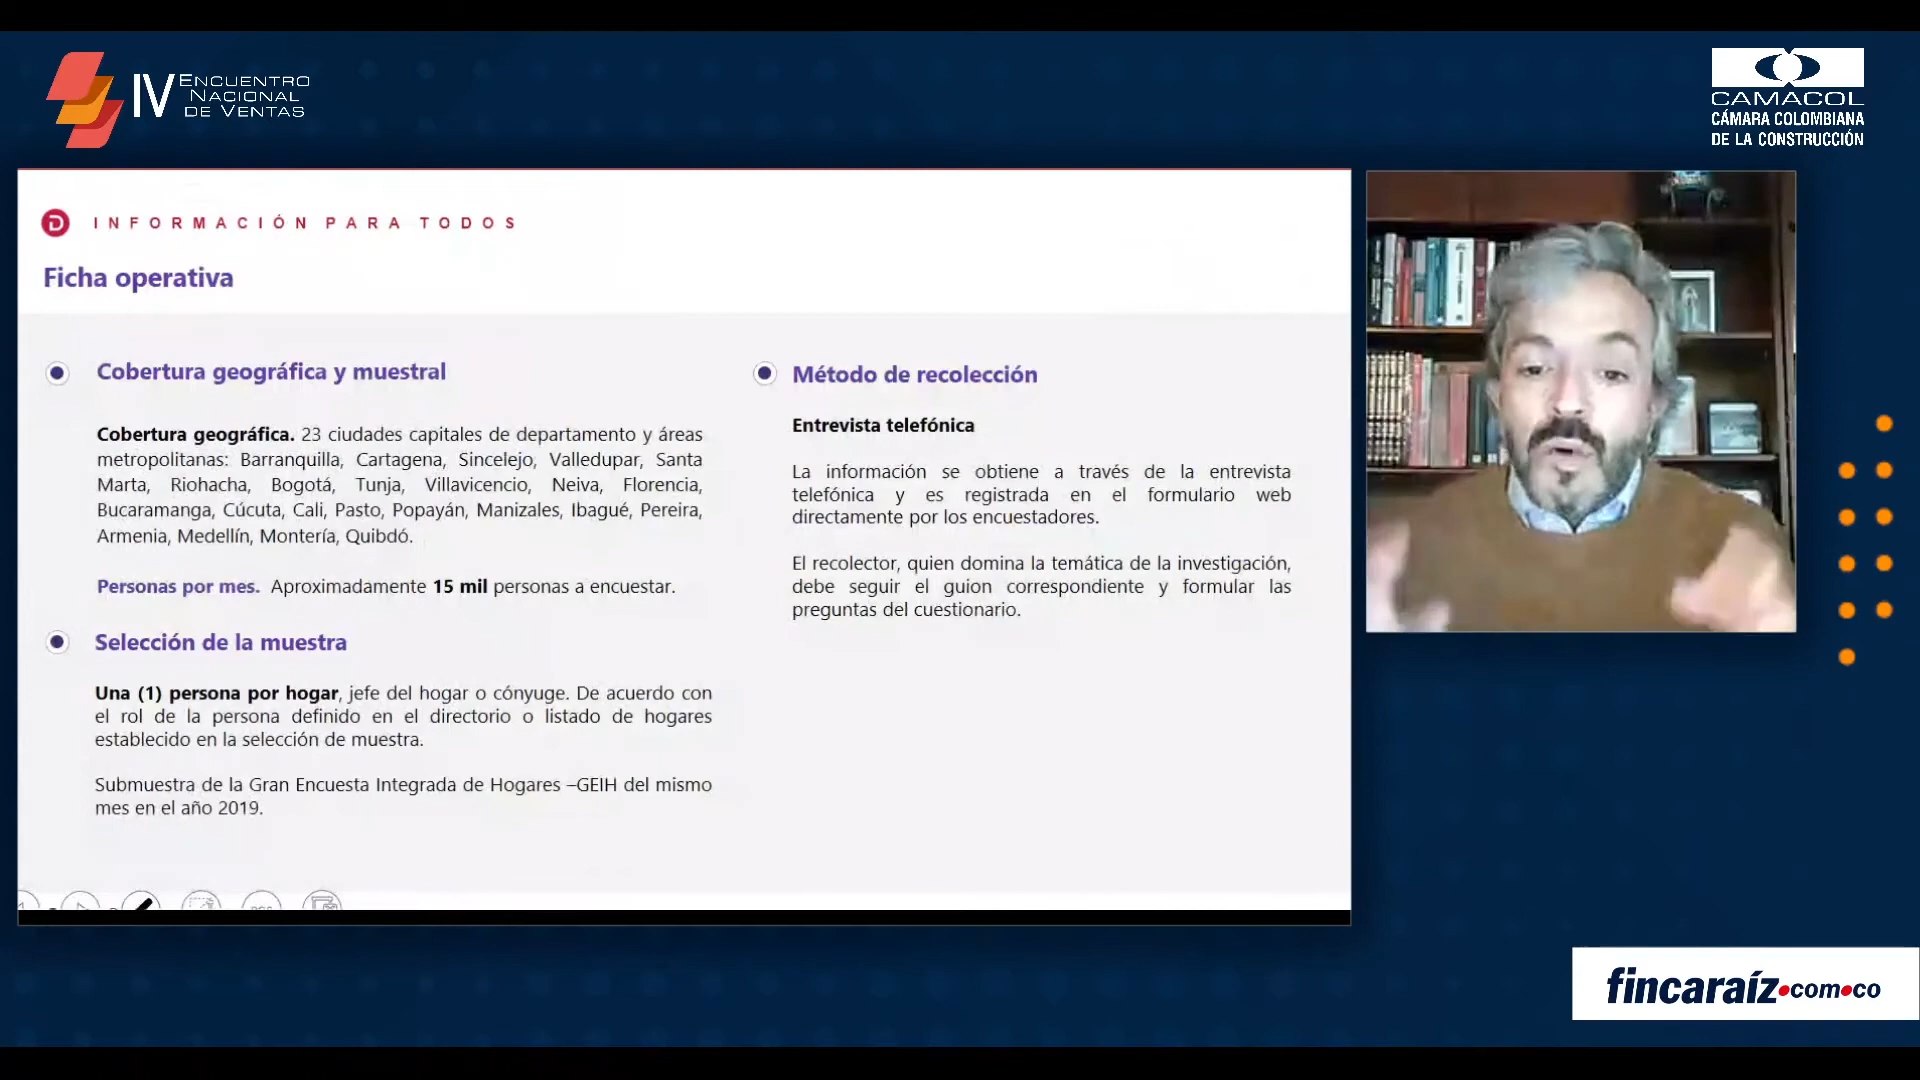 IV ENCUENTRO
NACIONAL
DE VENTAS
CAMACOL
CÁMARA COLOMBIANA
DE LA CONSTRUCCIÓN
INFORMACIÓN PARA TODOS
Ficha operativa
Cobertura geográfica y muestral
Cobertura geográfica. 23 ciudades capitales de departamento y áreas
metropolitanas: Barranquilla, Cartagena, Sincelejo, Valledupar, Santa
Marta, Riohacha, Bogotá, Tunja, Villavicencio, Neiva, Florencia,
Bucaramanga, Cúcuta, Cali, Pasto, Popayán, Manizales, Ibagué, Pereira,
Armenia, Medellín, Montería, Quibdó.
Personas por mes. Aproximadamente 15 mil personas a encuestar.
Selección de la muestra
Una (1) persona por hogar, jefe del hogar o cónyuge. De acuerdo con
el rol de la persona definido en el directorio o listado de hogares
establecido en la selección de muestra.
Submuestra de la Gran Encuesta Integrada de Hogares –GEIH del mismo
mes en el año 2019.
Método de recolección
Entrevista telefónica
La información se obtiene a través de la entrevista
telefónica y es registrada en el formulario web
directamente por los encuestadores.
El recolector, quien domina la temática de la investigación,
debe seguir el guion correspondiente y formular las
preguntas del cuestionario.
fincaraíz.com.co